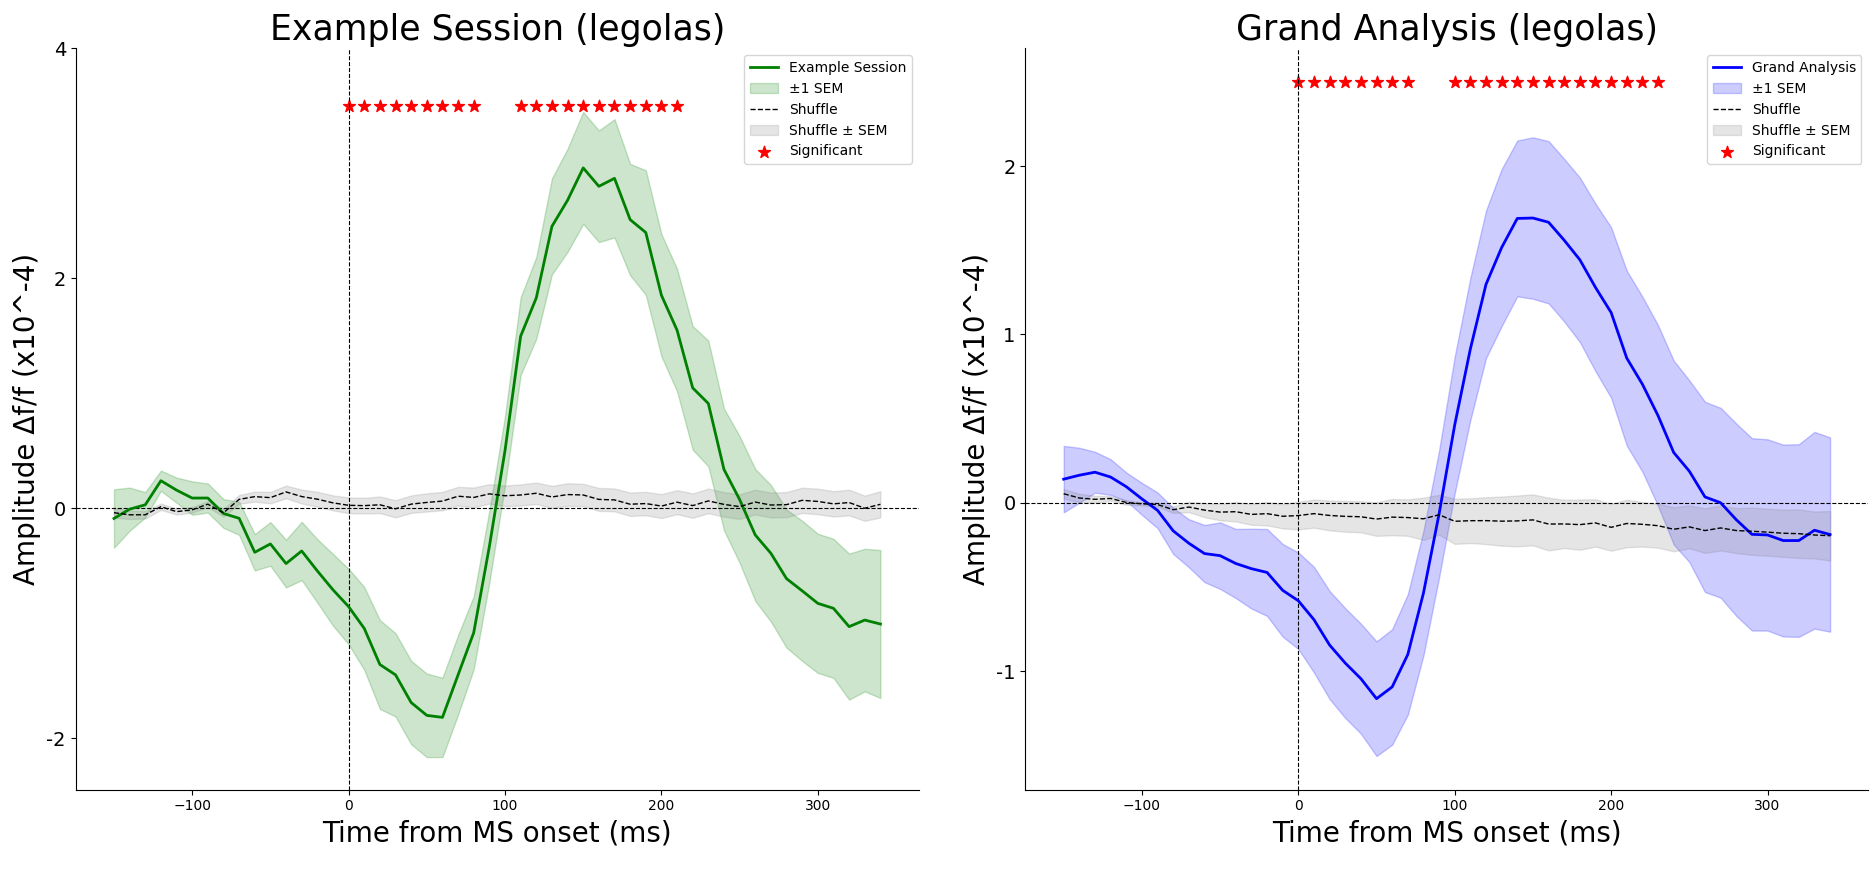 Example Session (legolas)
4
2
0
-2
Amplitude Δf/f (x10^-4)
−100 0 100 200 300
Time from MS onset (ms)
Example Session
±1 SEM
Shuffle
Shuffle ± SEM
Significant
Grand Analysis (legolas)
2
1
0
-1
Amplitude Δf/f (x10^-4)
−100 0 100 200 300
Time from MS onset (ms)
Grand Analysis
±1 SEM
Shuffle
Shuffle ± SEM
Significant